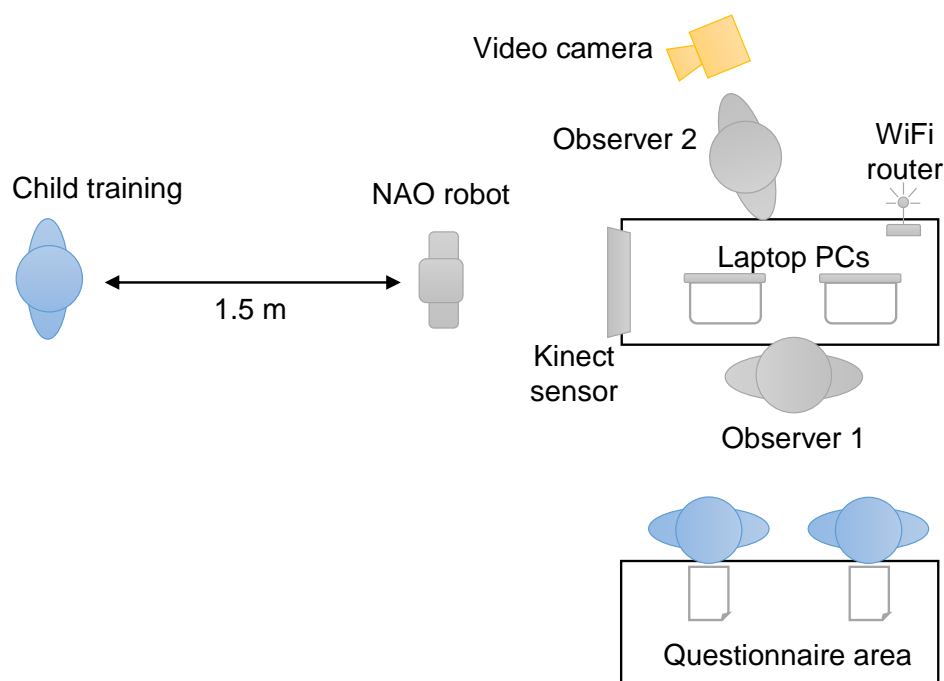 Video camera
Observer 2
WiFi
router
Child training
NAO robot
Laptop PCs
1.5 m
Kinect
sensor
Observer 1
Questionnaire area